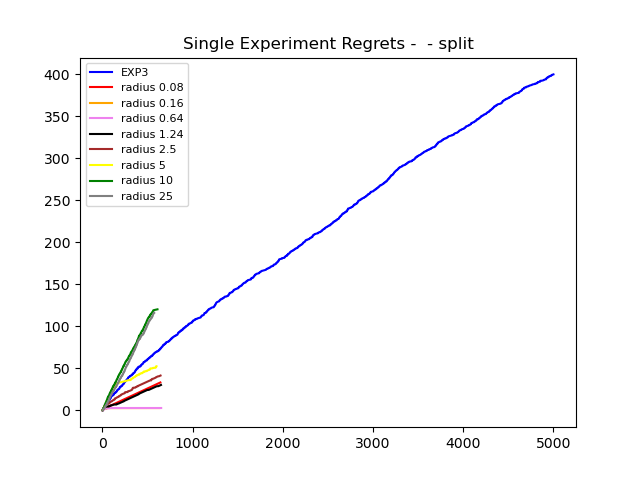 Single Experiment Regrets -  - split
400
350
300
250
200
150
100
50
0
EXP3
radius 0.08
radius 0.16
radius 0.64
radius 1.24
radius 2.5
radius 5
radius 10
radius 25
0 1000 2000 3000 4000 5000